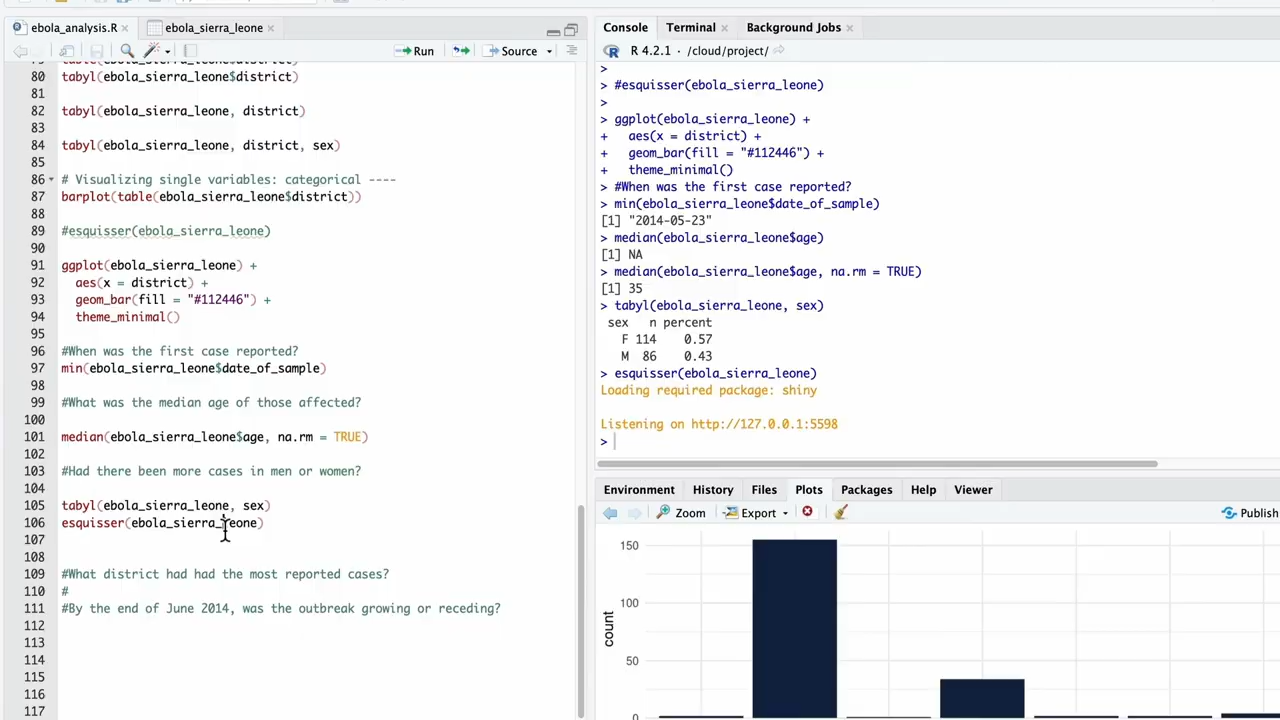 ebola_analysis.R
ebola_sierra_leone
Run
Source
79 table(ebola_sierra_leone$district)
80 tabyl(ebola_sierra_leone$district)
81
82 tabyl(ebola_sierra_leone, district)
83
84 tabyl(ebola_sierra_leone, district, sex)
85
86 # Visualizing single variables: categorical ----
87 barplot(table(ebola_sierra_leone$district))
88
89 #esquisser(ebola_sierra_leone)
90
91 ggplot(ebola_sierra_leone) +
92 aes(x = district) +
93 geom_bar(fill = "#112446") +
94 theme_minimal()
95
96 #When was the first case reported?
97 min(ebola_sierra_leone$date_of_sample)
98
99 #What was the median age of those affected?
100
101 median(ebola_sierra_leone$age, na.rm = TRUE)
102
103 #Had there been more cases in men or women?
104
105 tabyl(ebola_sierra_leone, sex)
106 esquisser(ebola_sierra_leone)
107
108
109 #What district had had the most reported cases?
110 #
111 #By the end of June 2014, was the outbreak growing or receding?
112
113
114
115
116
117
Console Terminal Background Jobs
R 4.2.1 · /cloud/project/
>
> #esquisser(ebola_sierra_leone)
>
> ggplot(ebola_sierra_leone) +
+ aes(x = district) +
+ geom_bar(fill = "#112446") +
+ theme_minimal()
> #When was the first case reported?
> min(ebola_sierra_leone$date_of_sample)
[1] "2014-05-23"
> median(ebola_sierra_leone$age)
[1] NA
> median(ebola_sierra_leone$age, na.rm = TRUE)
[1] 35
> tabyl(ebola_sierra_leone, sex)
sex n percent
F 114 0.57
M 86 0.43
> esquisser(ebola_sierra_leone)
Loading required package: shiny
Listening on http://127.0.0.1:5598
>
Environment History Files Plots Packages Help Viewer
Zoom Export Publish
150
100
50
0
count